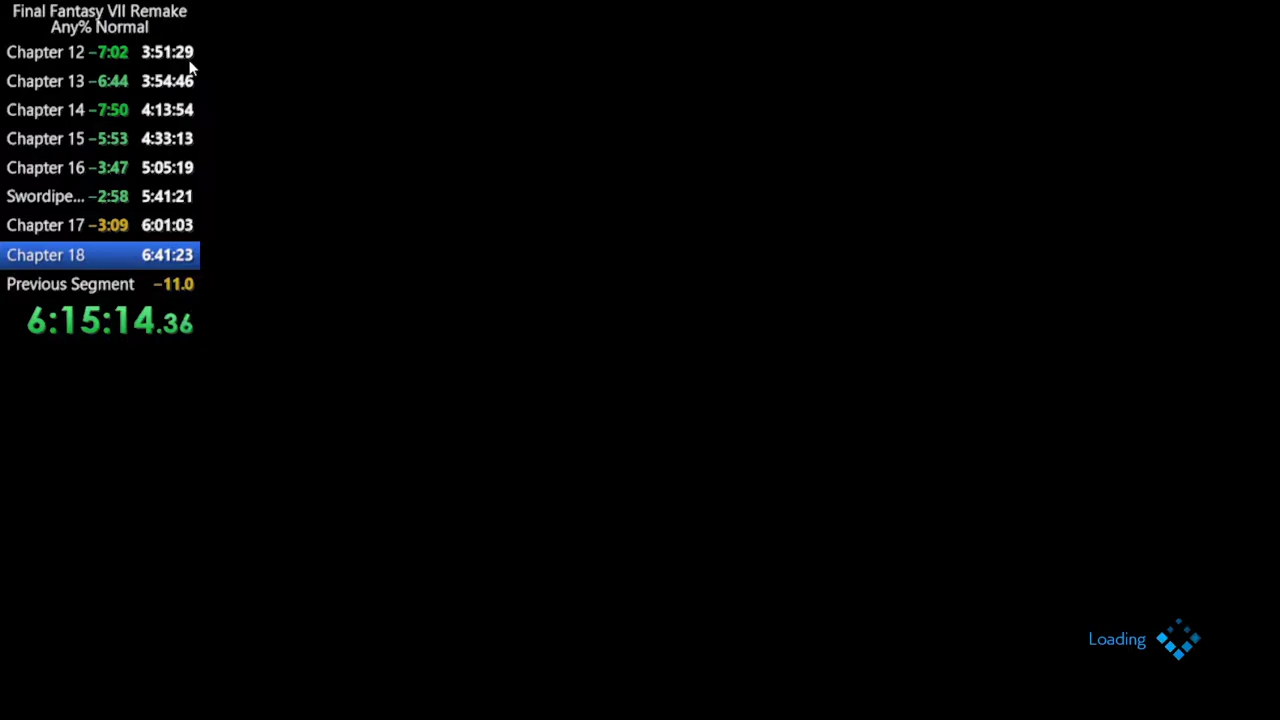 Final Fantasy VII Remake
Any% Normal
Chapter 12 −7:02 3:51:29
Chapter 13 −6:44 3:54:46
Chapter 14 −7:50 4:13:54
Chapter 15 −5:53 4:33:13
Chapter 16 −3:47 5:05:19
Swordipe... −2:58 5:41:21
Chapter 17 −3:09 6:01:03
Chapter 18 6:41:23
Previous Segment −11.0
6:15:14.36
Loading